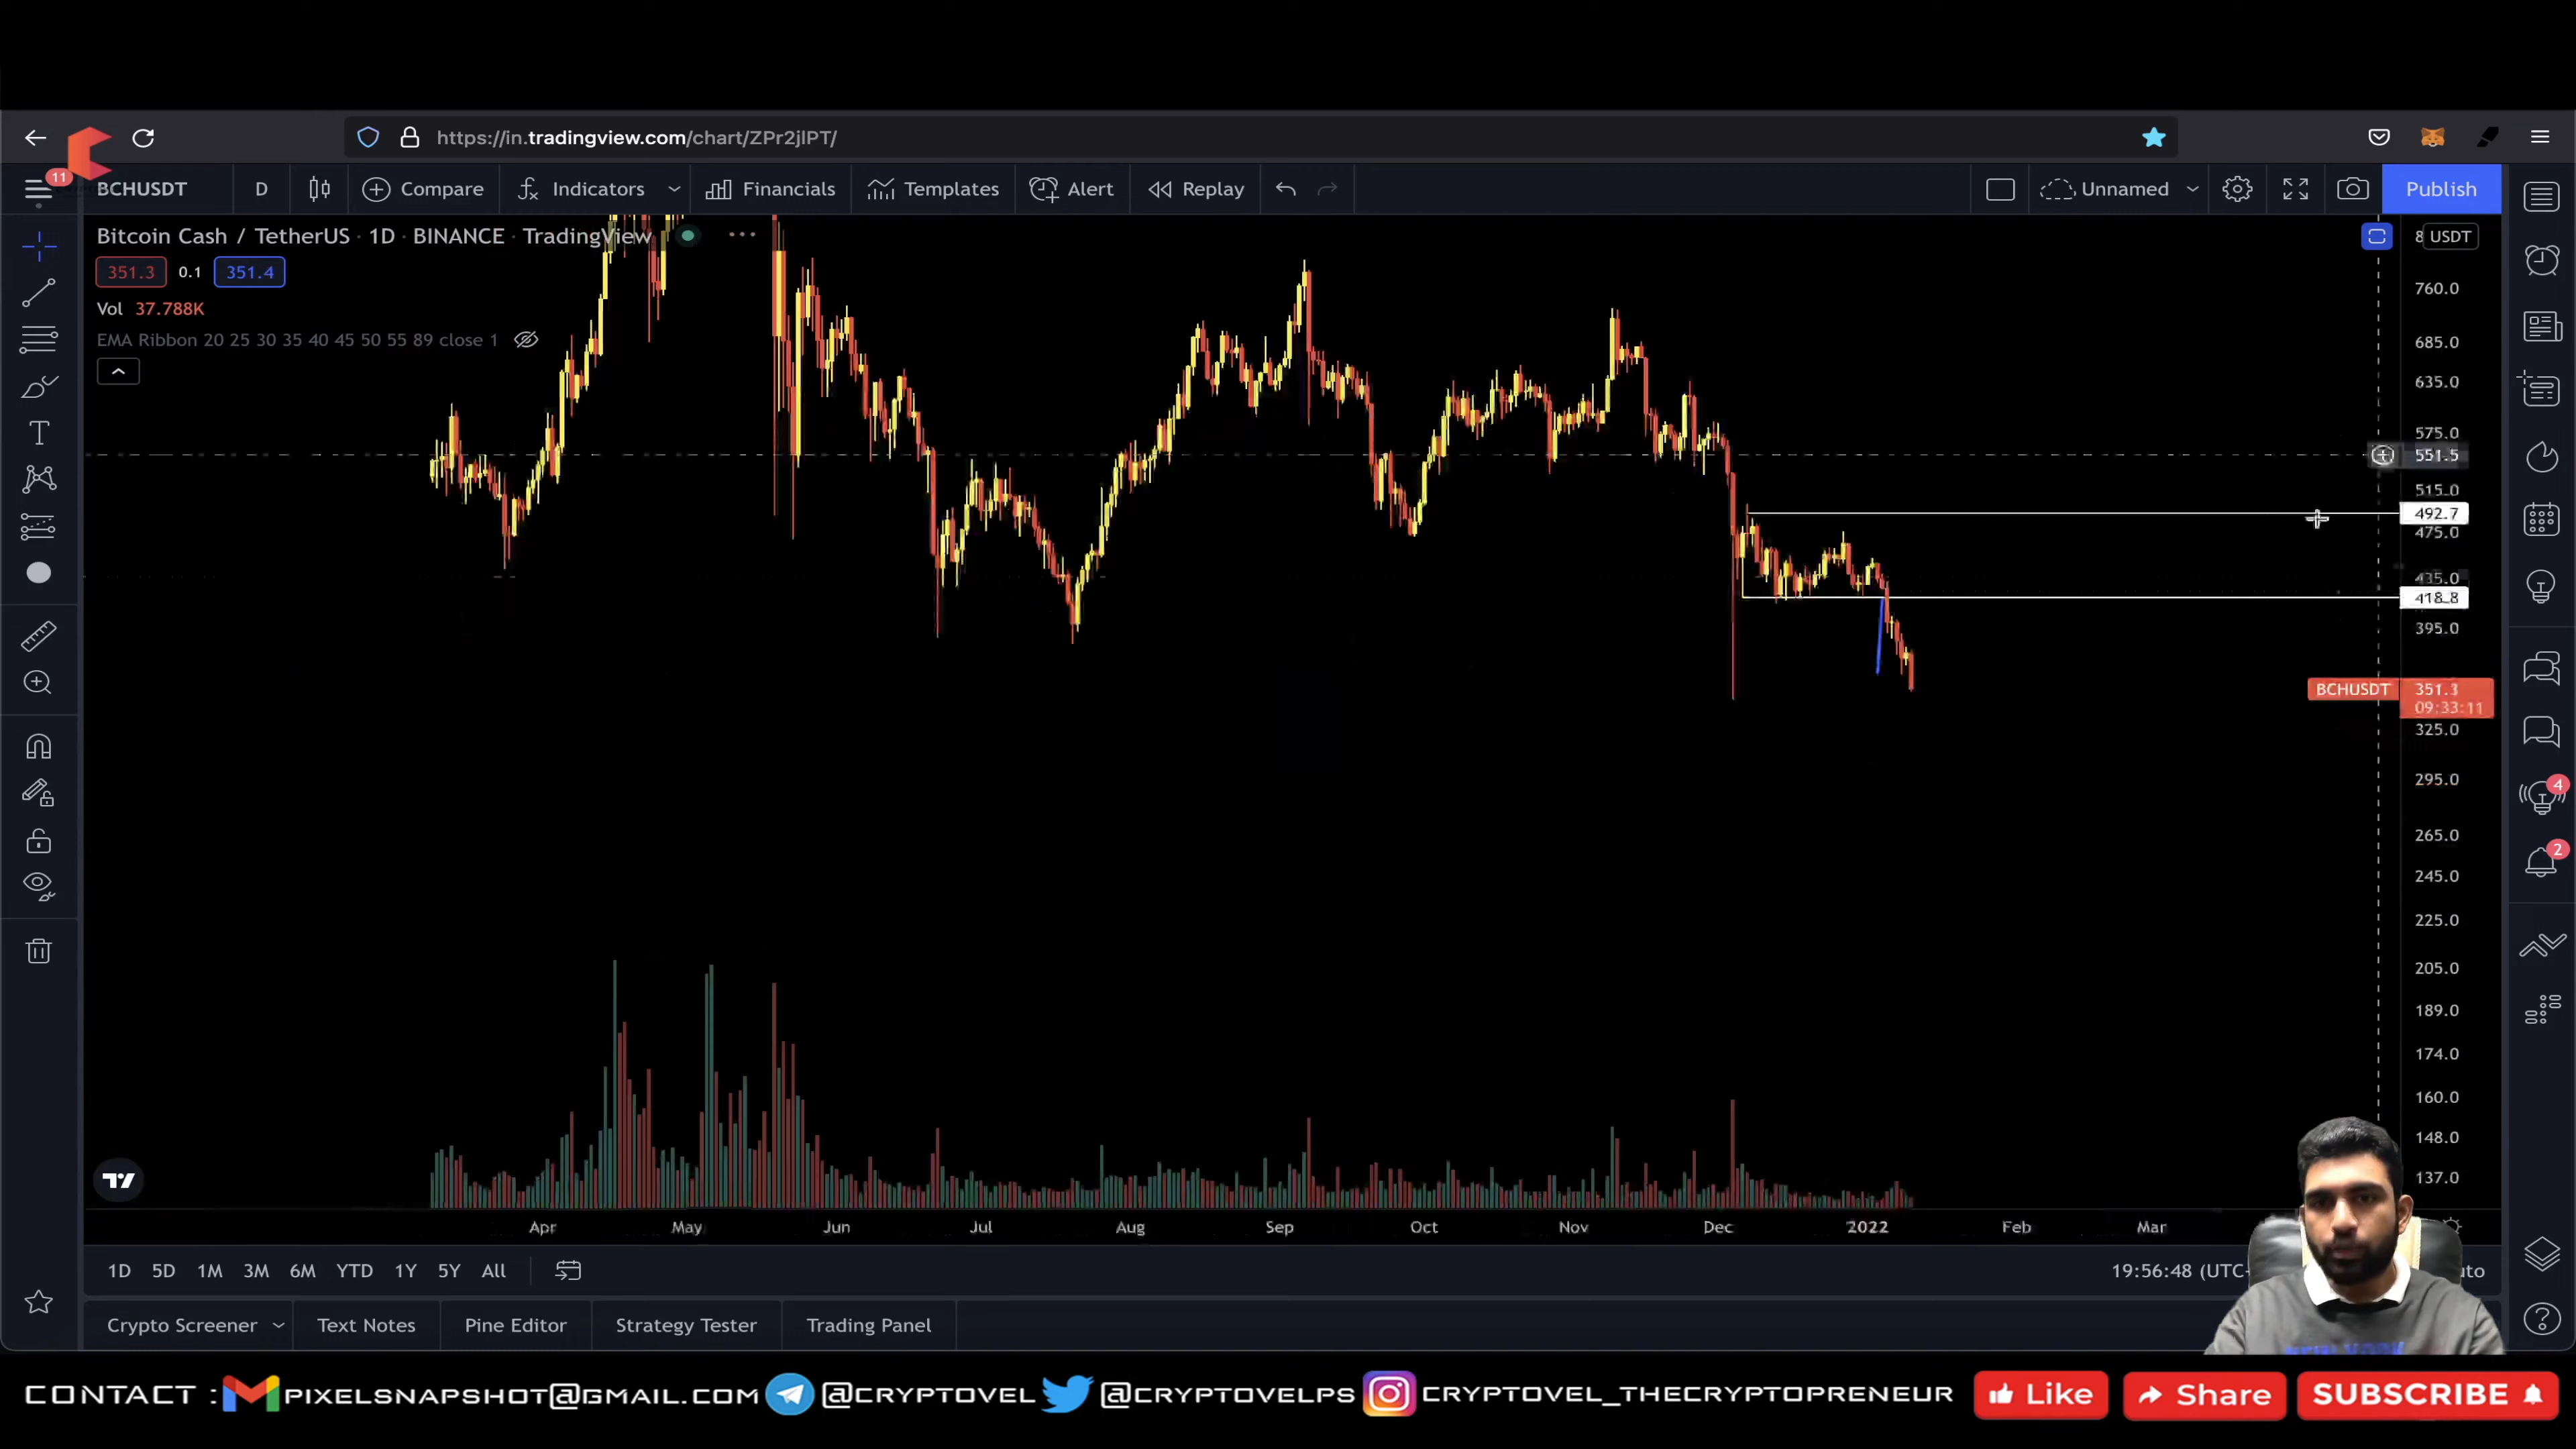 https://in.tradingview.com/chart/ZPr2jlPT/
11
BCHUSDT
D
Compare
Indicators
Financials
Templates
Alert
Replay
Unnamed
Publish
Bitcoin Cash / TetherUS · 1D · BINANCE · TradingView
351.3 0.1 351.4
Vol 37.788K
EMA Ribbon 20 25 30 35 40 45 50 55 89 close 1
USDT
760.0
685.0
635.0
575.0
551.5
515.0
492.7
475.0
435.0
418.8
395.0
BCHUSDT 351.3
09:33:11
325.0
295.0
265.0
245.0
225.0
205.0
189.0
174.0
160.0
148.0
137.0
4
2
Apr May Jun Jul Aug Sep Oct Nov Dec 2022 Feb Mar
1D 5D 1M 3M 6M YTD 1Y 5Y All
19:56:48 (UTC
Crypto Screener
Text Notes
Pine Editor
Strategy Tester
Trading Panel
CONTACT : PIXELSNAPSHOT@GMAIL.COM @CRYPTOVEL @CRYPTOVELPS CRYPTOVEL_THECRYPTOPRENEUR Like Share SUBSCRIBE